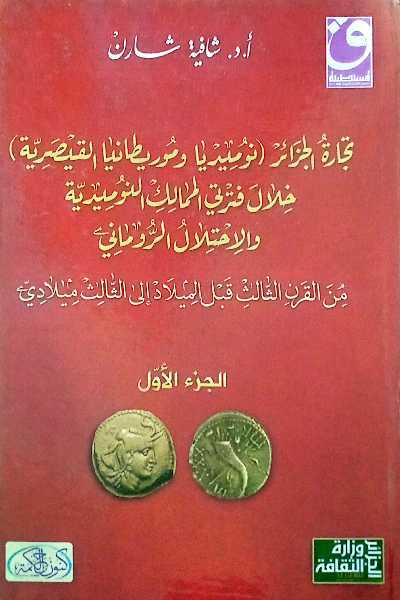 أ.د. شافية شارن
تجارة الجزائر (نوميديا وموريطانيا القيصرية)
خلال فترتي الممالك النوميدية
والاحتلال الروماني
من القرن الثالث قبل الميلاد إلى الثالث ميلادي
الجزء الأول
وزارة
الثقافة